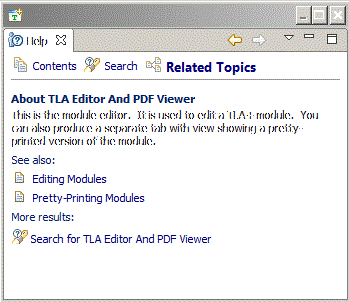 Help
Contents Search Related Topics
About TLA Editor And PDF Viewer
This is the module editor. It is used to edit a TLA+ module. You
can also produce a separate tab with view showing a pretty-
printed version of the module.
See also:
Editing Modules
Pretty-Printing Modules
More results:
Search for TLA Editor And PDF Viewer